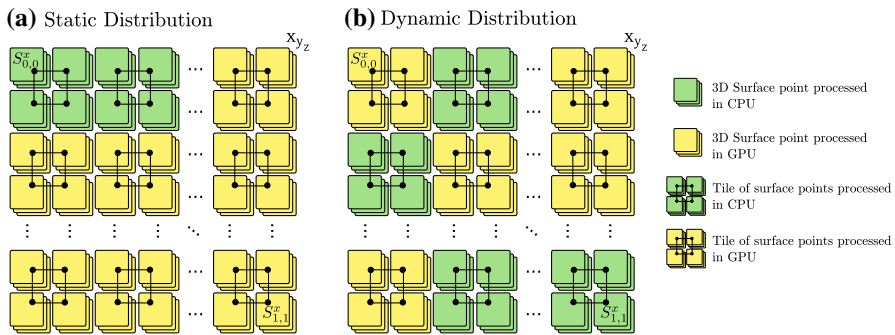 (a) Static Distribution
(b) Dynamic Distribution
x_{y_z}
x_{y_z}
S^x_{0,0}
S^x_{0,0}
...
...
...
...
S^x_{1,1}
S^x_{1,1}
3D Surface point processed
in CPU
3D Surface point processed
in GPU
Tile of surface points processed
in CPU
Tile of surface points processed
in GPU